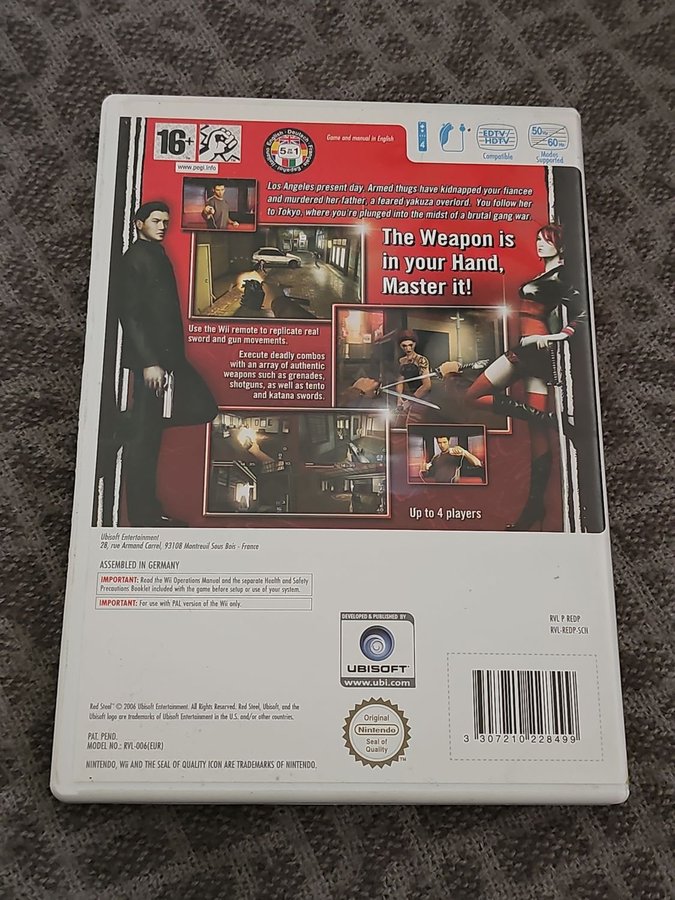 16+
www.pegi.info
English • Deutsch
Italiano Español
5 in 1
Game and manual in English
4
EDTV/
HDTV
Compatible
50Hz
60Hz
Modes
Supported
Los Angeles present day, Armed thugs have kidnapped your fiancee
and murdered her father, a feared yakuza overlord. You follow her
to Tokyo, where you're plunged into the midst of a brutal gang war.
The Weapon is
in your Hand,
Master it!
Use the Wii remote to replicate real
sword and gun movements.
Execute deadly combos
with an array of authentic
weapons such as grenades,
shotguns, as well as tento
and katana swords.
Up to 4 players
Ubisoft Entertainment
28, rue Armand Carrel, 93108 Montreuil Sous Bois - France
ASSEMBLED IN GERMANY
IMPORTANT: Read the Wii Operations Manual and the separate Health and Safety
Precautions Booklet included with the game before setup or use of your system.
IMPORTANT: For use with PAL version of the Wii only.
DEVELOPED & PUBLISHED BY
UBISOFT
www.ubi.com
RVL P REDP
RVL-REDP-SCN
Red Steel™ © 2006 Ubisoft Entertainment. All Rights Reserved. Red Steel, Ubisoft, and the
Ubisoft logo are trademarks of Ubisoft Entertainment in the U.S. and/or other countries.
PAT. PEND.
MODEL NO.: RVL-006(EUR)
NINTENDO, Wii AND THE SEAL OF QUALITY ICON ARE TRADEMARKS OF NINTENDO.
Original
Nintendo
Seal of
Quality
TM
3 307210 228499